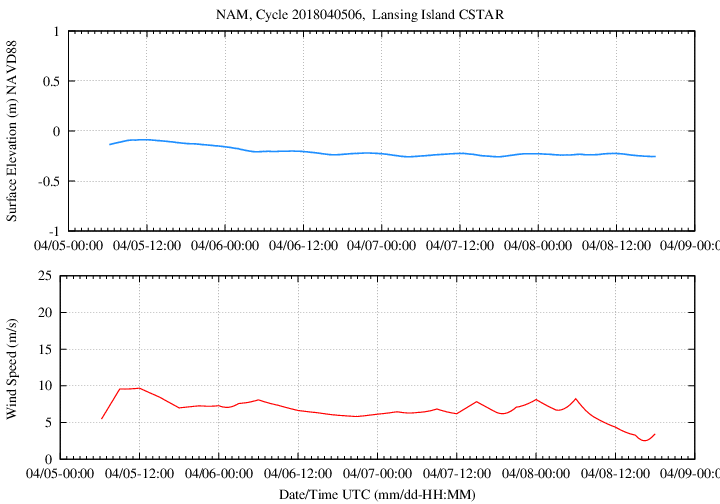 NAM, Cycle 2018040506,  Lansing Island CSTAR
Surface Elevation (m) NAVD88
1
0.5
0
-0.5
-1
04/05-00:00 04/05-12:00 04/06-00:00 04/06-12:00 04/07-00:00 04/07-12:00 04/08-00:00 04/08-12:00 04/09-00:0
Wind Speed (m/s)
25
20
15
10
5
0
04/05-00:00 04/05-12:00 04/06-00:00 04/06-12:00 04/07-00:00 04/07-12:00 04/08-00:00 04/08-12:00 04/09-00:0
Date/Time UTC (mm/dd-HH:MM)